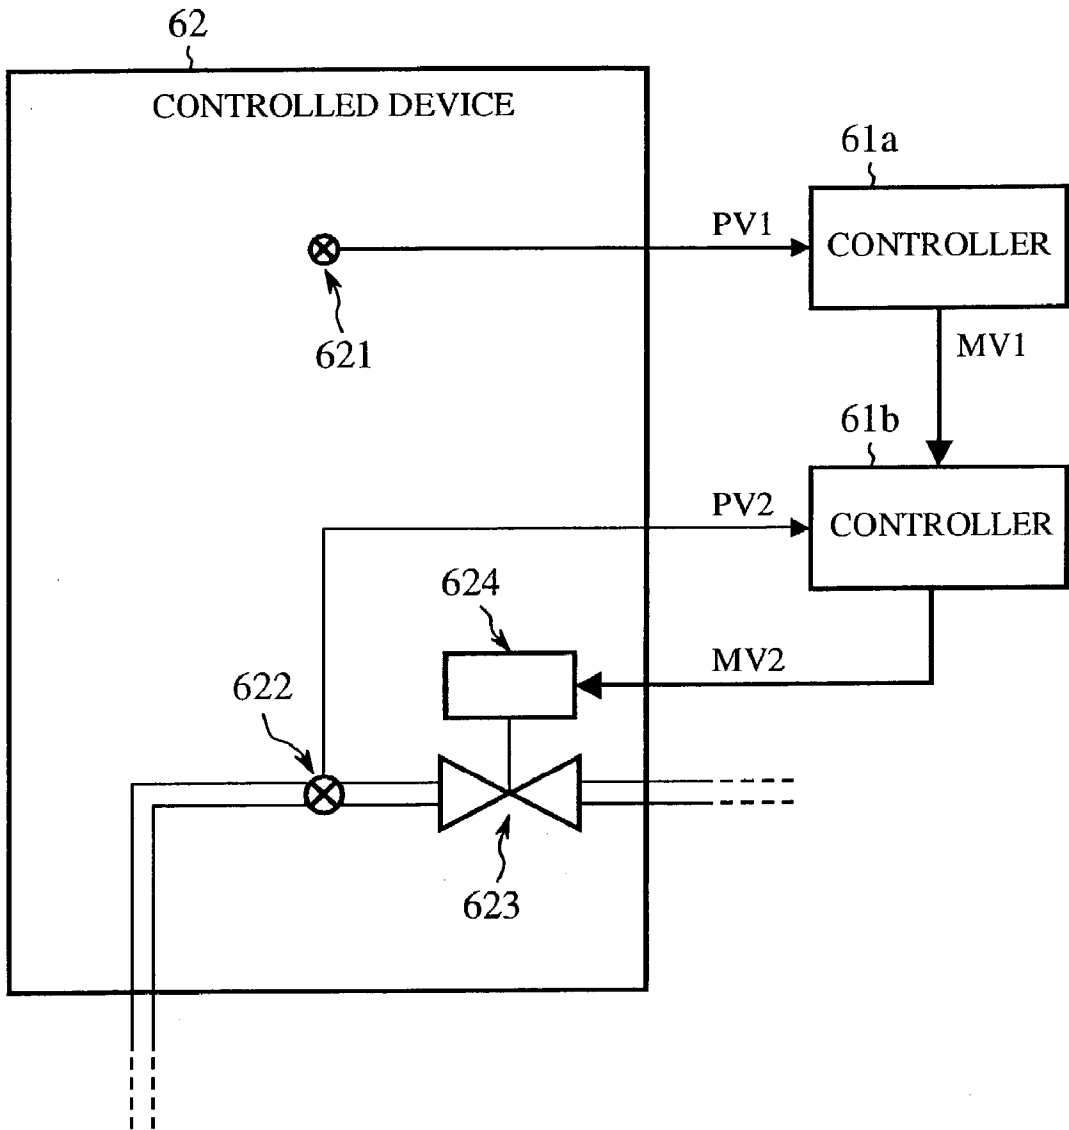 62
CONTROLLED DEVICE
61a
PV1
CONTROLLER
621
MV1
61b
PV2
CONTROLLER
624
MV2
622
623